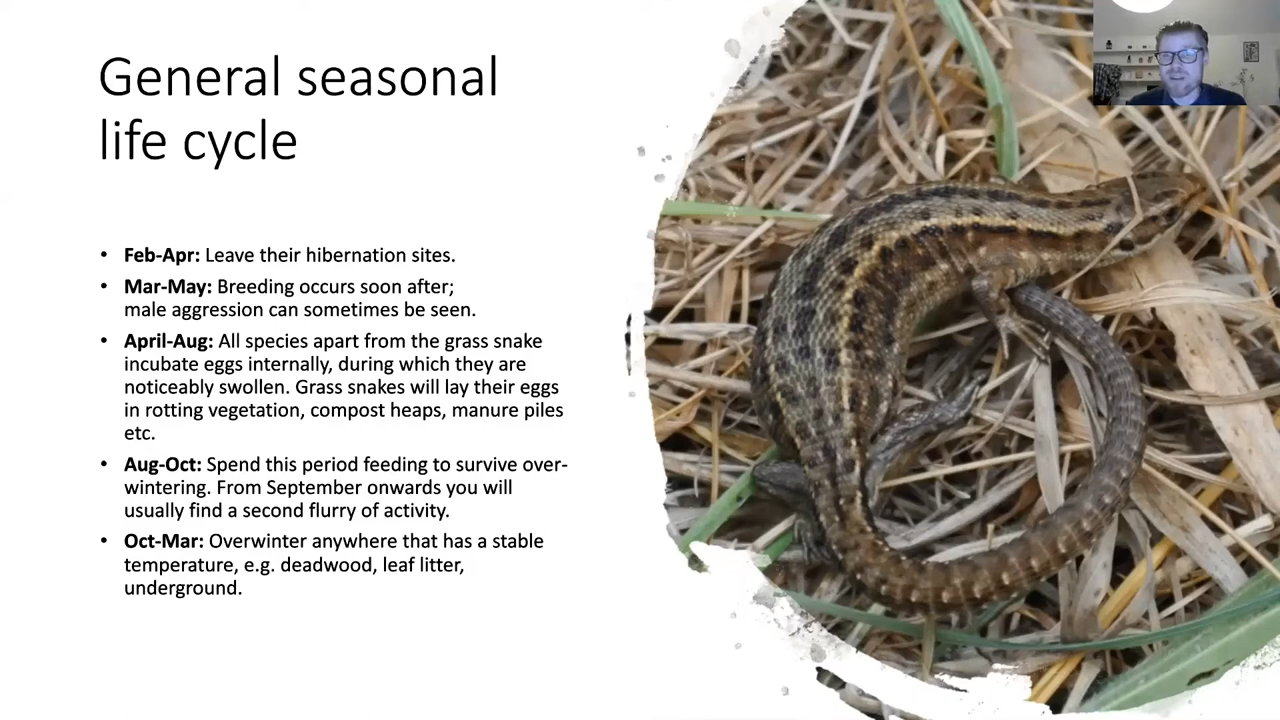 General seasonal
life cycle
• Feb-Apr: Leave their hibernation sites.
• Mar-May: Breeding occurs soon after;
male aggression can sometimes be seen.
• April-Aug: All species apart from the grass snake
incubate eggs internally, during which they are
noticeably swollen. Grass snakes will lay their eggs
in rotting vegetation, compost heaps, manure piles
etc.
• Aug-Oct: Spend this period feeding to survive over-
wintering. From September onwards you will
usually find a second flurry of activity.
• Oct-Mar: Overwinter anywhere that has a stable
temperature, e.g. deadwood, leaf litter,
underground.